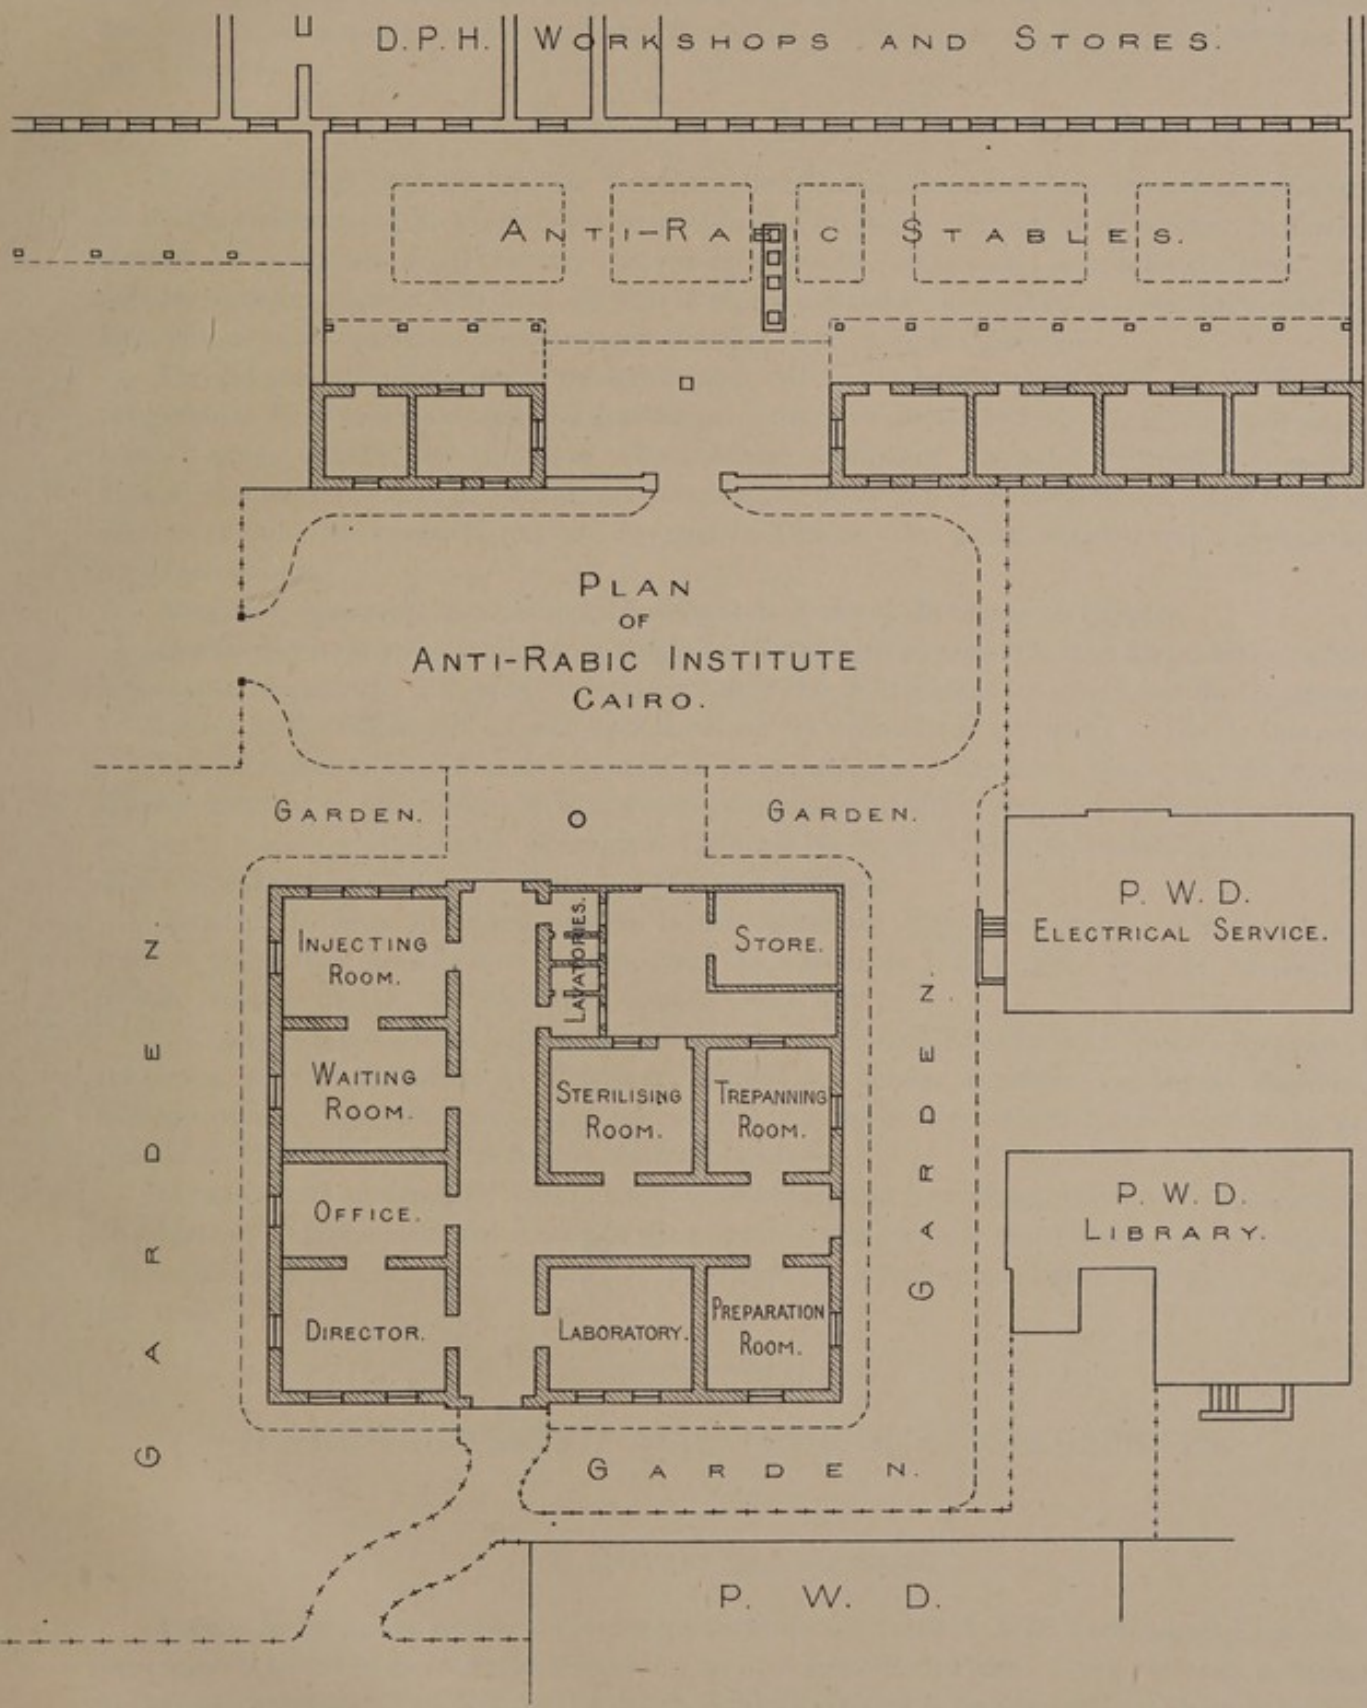 D.P.H. WORKSHOPS AND STORES.
ANTI-RABIC STABLES.
PLAN
OF
ANTI-RABIC INSTITUTE
CAIRO.
GARDEN.
GARDEN.
P. W. D.
ELECTRICAL SERVICE.
GARDEN.
INJECTING
ROOM.
LAVATORIES.
STORE.
GARDEN.
WAITING
ROOM.
STERILISING
ROOM.
TREPANNING
ROOM.
P. W. D.
LIBRARY.
OFFICE.
DIRECTOR.
LABORATORY.
PREPARATION
ROOM.
GARDEN.
P. W. D.